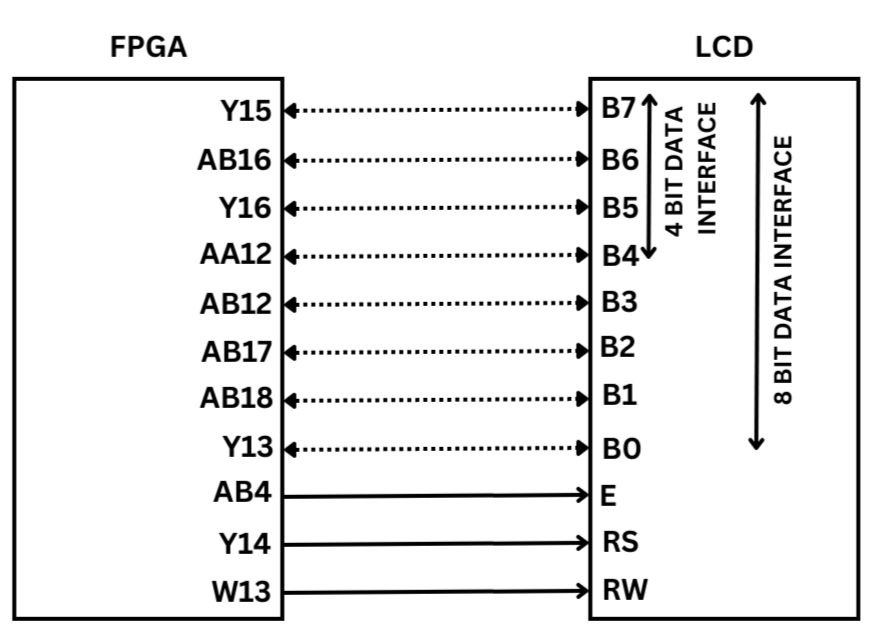 FPGA
LCD
Y15
B7
AB16
B6
Y16
B5
AA12
B4
AB12
B3
AB17
B2
AB18
B1
Y13
B0
AB4
E
Y14
RS
W13
RW
4 BIT DATA
INTERFACE
8 BIT DATA INTERFACE